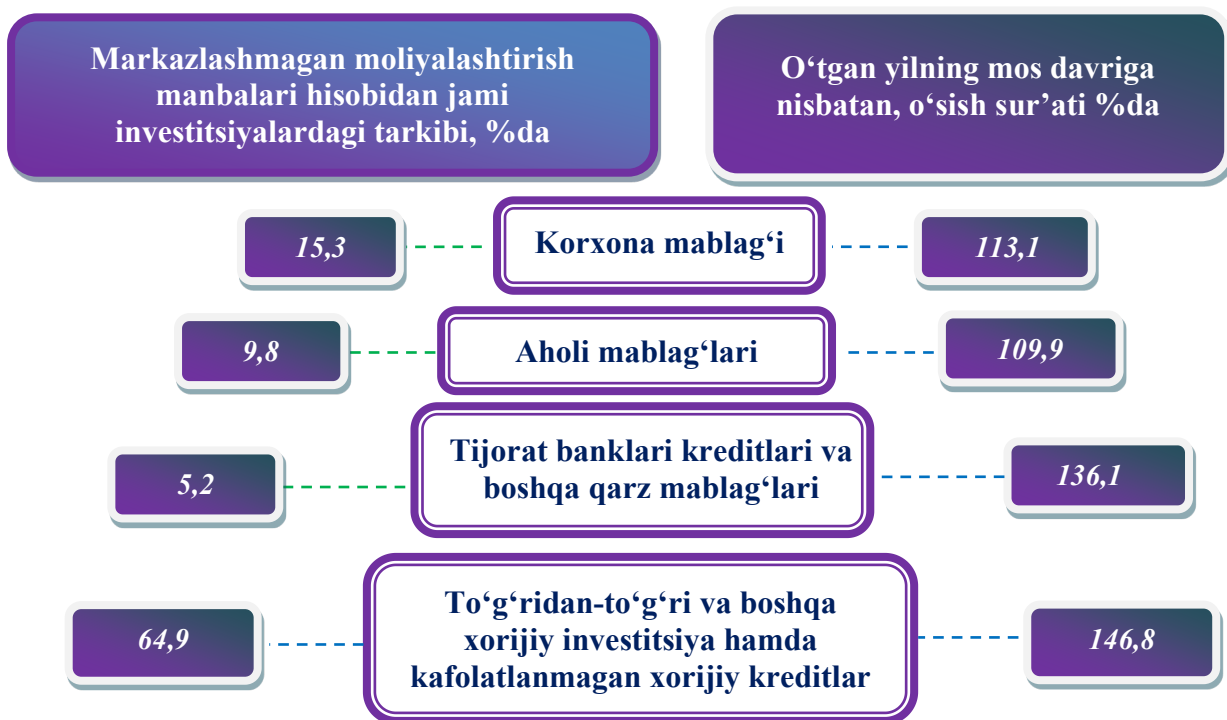 Markazlashmagan moliyalashtirish
manbalari hisobidan jami
investitsiyalardagi tarkibi, %da
O‘tgan yilning mos davriga
nisbatan, o‘sish sur’ati %da
15,3
Korxona mablag‘i
113,1
9,8
Aholi mablag‘lari
109,9
5,2
Tijorat banklari kreditlari va
boshqa qarz mablag‘lari
136,1
64,9
To‘g‘ridan-to‘g‘ri va boshqa
xorijiy investitsiya hamda
kafolatlanmagan xorijiy kreditlar
146,8